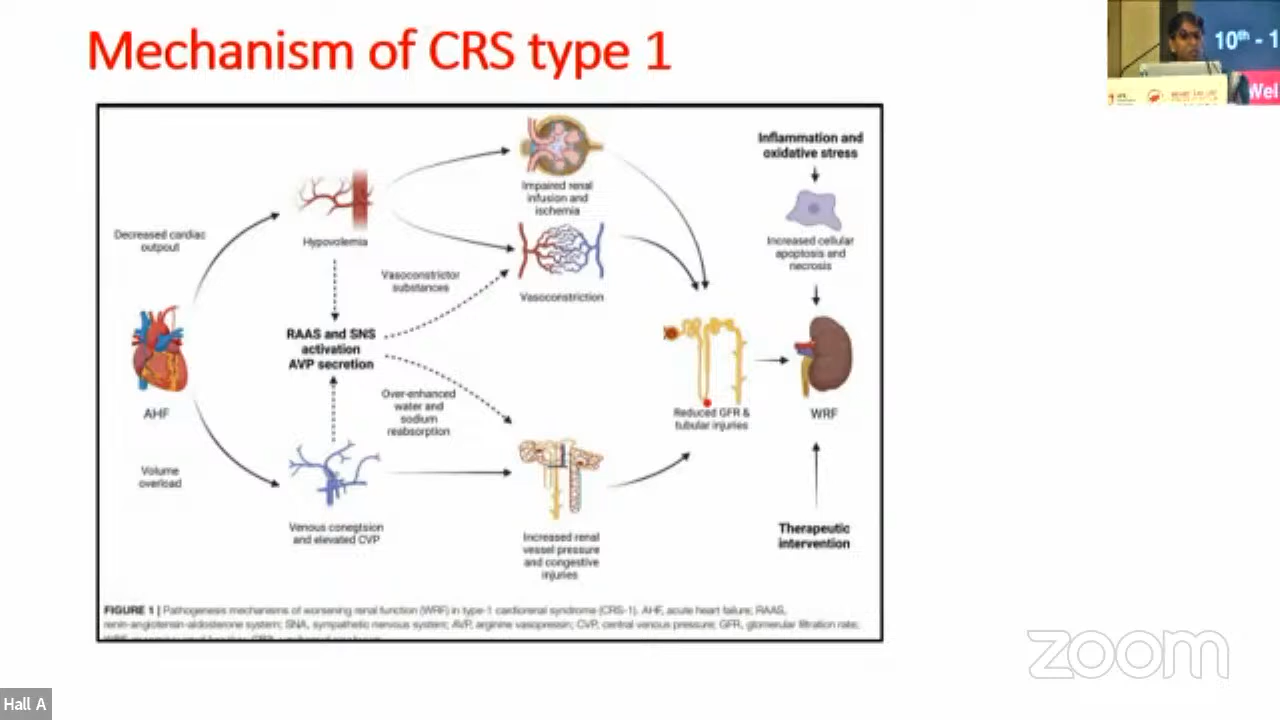 Mechanism of CRS type 1
10th - 1
Wel
Inflammation and
oxidative stress
Impaired renal
infusion and
ischemia
Decreased cardiac
outpout
Hypovolemia
Increased cellular
apoptosis and
necrosis
Vasoconstrictor
substances
Vasoconstriction
RAAS and SNS
activation
AVP secretion
Over-enhanced
water and
sodium
reabsorption
AHF
Reduced GFR &
tubular injuries
WRF
Volume
overload
Venous conegtsion
and elevated CVP
Increased renal
vessel pressure
and congestive
injuries
Therapeutic
intervention
FIGURE 1 | Pathogenesis mechanisms of worsening renal function (WRF) in type-1 cardiorenal syndrome (CRS-1). AHF, acute heart failure; RAAS,
renin-angiotensin-aldosterone system; SNA, sympathetic nervous system; AVP, arginine vasopressin; CVP, central venous pressure; GFR, glomerular filtration rate;
zoom
Hall A